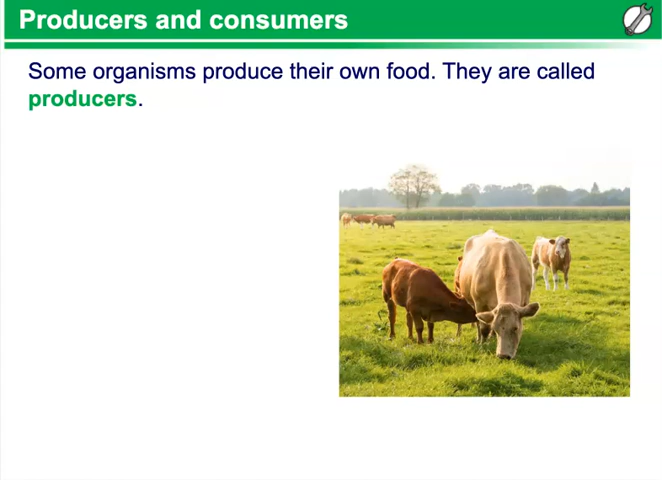 Producers and consumers
Some organisms produce their own food. They are called
producers.